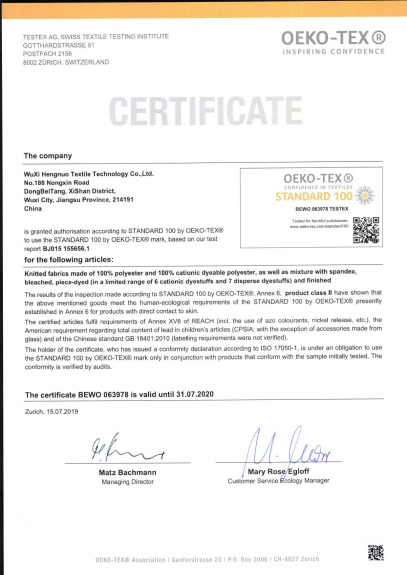 TESTEX AG, SWISS TEXTILE TESTING INSTITUTE
GOTTHARDSTRASSE 61
POSTFACH 2156
8002 ZÜRICH, SWITZERLAND
OEKO-TEX®
INSPIRING CONFIDENCE
CERTIFICATE
The company
WuXi Hengnuo Textile Technology Co.,Ltd.
No.188 Nongxin Road
DongBeiTang, XiShan District,
Wuxi City, Jiangsu Province, 214191
China
OEKO-TEX®
CONFIDENCE IN TEXTILES
STANDARD 100
BEWO 063978 TESTEX
Tested for harmful substances.
www.oeko-tex.com/standard100
is granted authorisation according to STANDARD 100 by OEKO-TEX®
to use the STANDARD 100 by OEKO-TEX® mark, based on our test
report BJ015 155656.1
for the following articles:
Knitted fabrics made of 100% polyester and 100% cationic dyeable polyester, as well as mixture with spandex,
bleached, piece-dyed (in a limited range of 6 cationic dyestuffs and 7 disperse dyestuffs) and finished
The results of the inspection made according to STANDARD 100 by OEKO-TEX®, Annex 6, product class II have shown that
the above mentioned goods meet the human-ecological requirements of the STANDARD 100 by OEKO-TEX® presently
established in Annex 6 for products with direct contact to skin.
The certified articles fulfil requirements of Annex XVII of REACH (incl. the use of azo colourants, nickel release, etc.), the
American requirement regarding total content of lead in children's articles (CPSIA; with the exception of accessories made from
glass) and of the Chinese standard GB 18401:2010 (labelling requirements were not verified).
The holder of the certificate, who has issued a conformity declaration according to ISO 17050-1, is under an obligation to use
the STANDARD 100 by OEKO-TEX® mark only in conjunction with products that conform with the sample initially tested. The
conformity is verified by audits.
The certificate BEWO 063978 is valid until 31.07.2020
Zurich, 15.07.2019
Matz Bachmann
Managing Director
Mary Rose Egloff
Customer Service Ecology Manager
OEKO-TEX® Association / Genferstrasse 23 / P.O. Box 2006 / CH-8027 Zurich